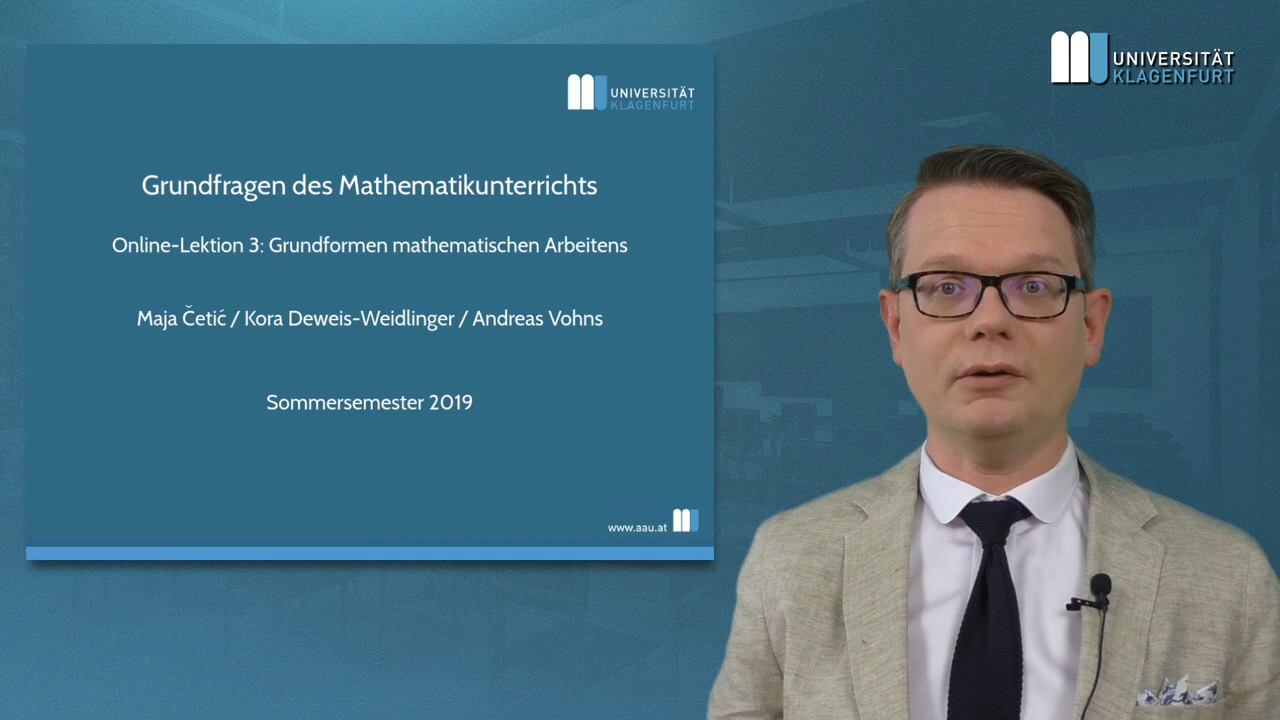 UNIVERSITÄT
KLAGENFURT
Grundfragen des Mathematikunterrichts
Online-Lektion 3: Grundformen mathematischen Arbeitens
Maja Četić / Kora Deweis-Weidlinger / Andreas Vohns
Sommersemester 2019
www.aau.at
UNIVERSITÄT
KLAGENFURT